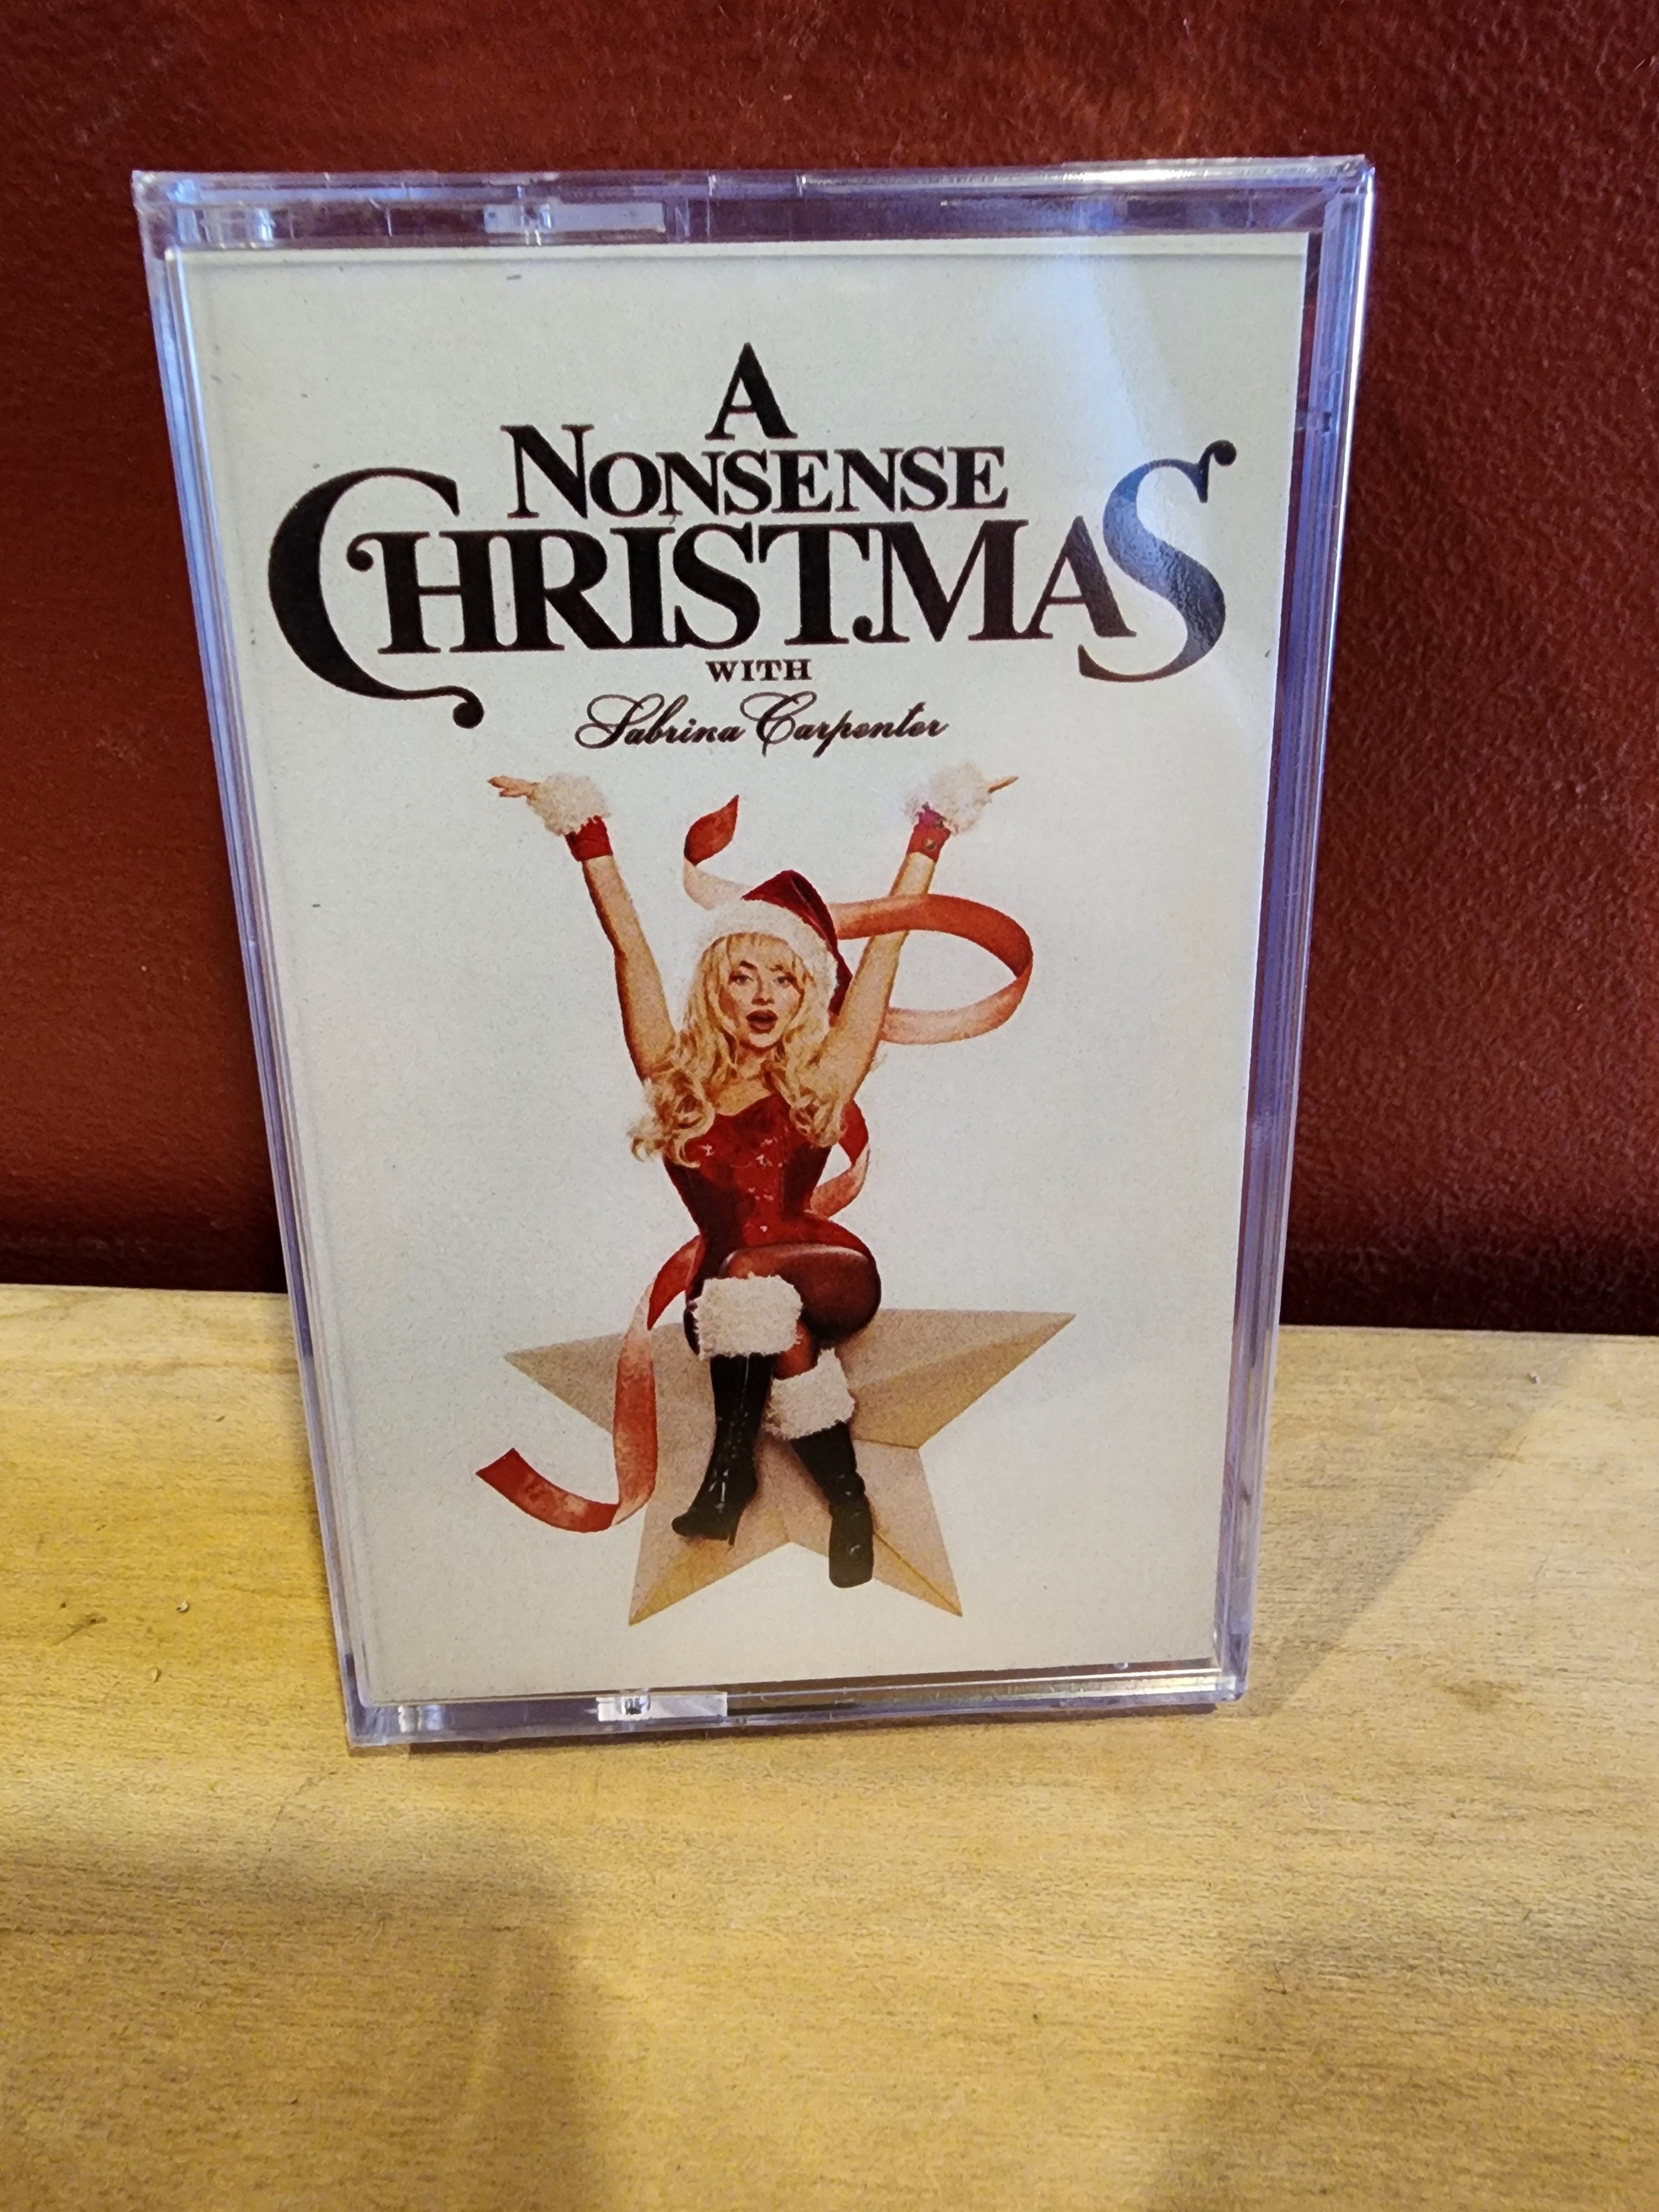 A
NONSENSE
CHRISTMAS
WITH
Sabrina Carpenter